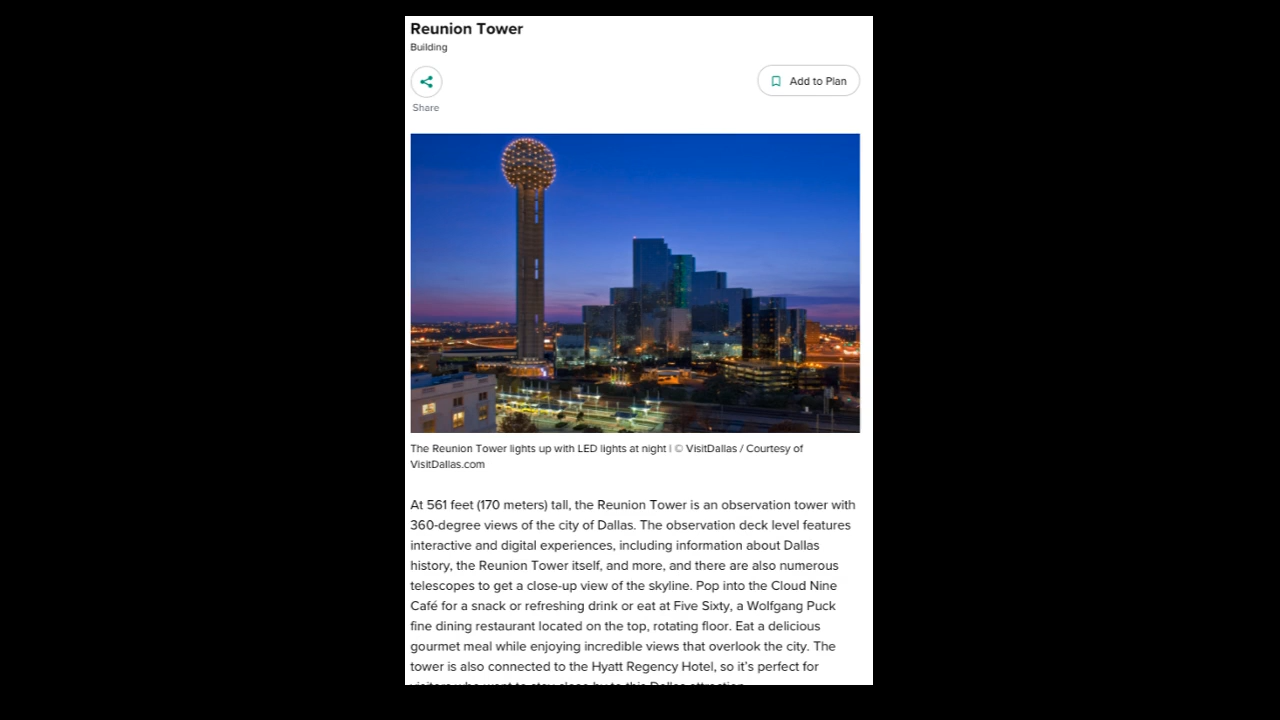 Reunion Tower
Building
Add to Plan
Share
The Reunion Tower lights up with LED lights at night | © VisitDallas / Courtesy of
VisitDallas.com
At 561 feet (170 meters) tall, the Reunion Tower is an observation tower with
360-degree views of the city of Dallas. The observation deck level features
interactive and digital experiences, including information about Dallas
history, the Reunion Tower itself, and more, and there are also numerous
telescopes to get a close-up view of the skyline. Pop into the Cloud Nine
Café for a snack or refreshing drink or eat at Five Sixty, a Wolfgang Puck
fine dining restaurant located on the top, rotating floor. Eat a delicious
gourmet meal while enjoying incredible views that overlook the city. The
tower is also connected to the Hyatt Regency Hotel, so it's perfect for